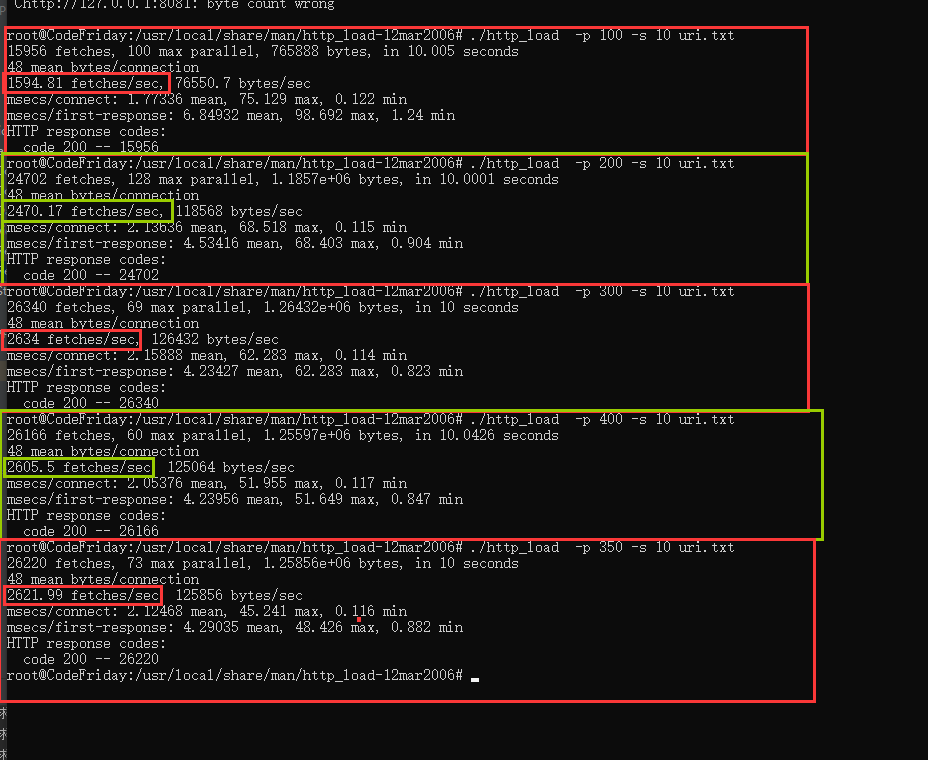 Chttp://127.0.0.1:8081: byte count wrong
root@CodeFriday:/usr/local/share/man/http_load-12mar2006# ./http_load  -p 100 -s 10 uri.txt
15956 fetches, 100 max parallel, 765888 bytes, in 10.005 seconds
48 mean bytes/connection
1594.81 fetches/sec, 76550.7 bytes/sec
msecs/connect: 1.77336 mean, 75.129 max, 0.122 min
msecs/first-response: 6.84932 mean, 98.692 max, 1.24 min
HTTP response codes:
  code 200 -- 15956
root@CodeFriday:/usr/local/share/man/http_load-12mar2006# ./http_load  -p 200 -s 10 uri.txt
24702 fetches, 128 max parallel, 1.1857e+06 bytes, in 10.0001 seconds
48 mean bytes/connection
2470.17 fetches/sec, 118568 bytes/sec
msecs/connect: 2.13636 mean, 68.518 max, 0.115 min
msecs/first-response: 4.53416 mean, 68.403 max, 0.904 min
HTTP response codes:
  code 200 -- 24702
root@CodeFriday:/usr/local/share/man/http_load-12mar2006# ./http_load  -p 300 -s 10 uri.txt
26340 fetches, 69 max parallel, 1.26432e+06 bytes, in 10 seconds
48 mean bytes/connection
2634 fetches/sec, 126432 bytes/sec
msecs/connect: 2.15888 mean, 62.283 max, 0.114 min
msecs/first-response: 4.23427 mean, 62.283 max, 0.823 min
HTTP response codes:
  code 200 -- 26340
root@CodeFriday:/usr/local/share/man/http_load-12mar2006# ./http_load  -p 400 -s 10 uri.txt
26166 fetches, 60 max parallel, 1.25597e+06 bytes, in 10.0426 seconds
48 mean bytes/connection
2605.5 fetches/sec 125064 bytes/sec
msecs/connect: 2.05376 mean, 51.955 max, 0.117 min
msecs/first-response: 4.23956 mean, 51.649 max, 0.847 min
HTTP response codes:
  code 200 -- 26166
root@CodeFriday:/usr/local/share/man/http_load-12mar2006# ./http_load  -p 350 -s 10 uri.txt
26220 fetches, 73 max parallel, 1.25856e+06 bytes, in 10 seconds
48 mean bytes/connection
2621.99 fetches/sec 125856 bytes/sec
msecs/connect: 2.12468 mean, 45.241 max, 0.116 min
msecs/first-response: 4.29035 mean, 48.426 max, 0.882 min
HTTP response codes:
  code 200 -- 26220
root@CodeFriday:/usr/local/share/man/http_load-12mar2006#